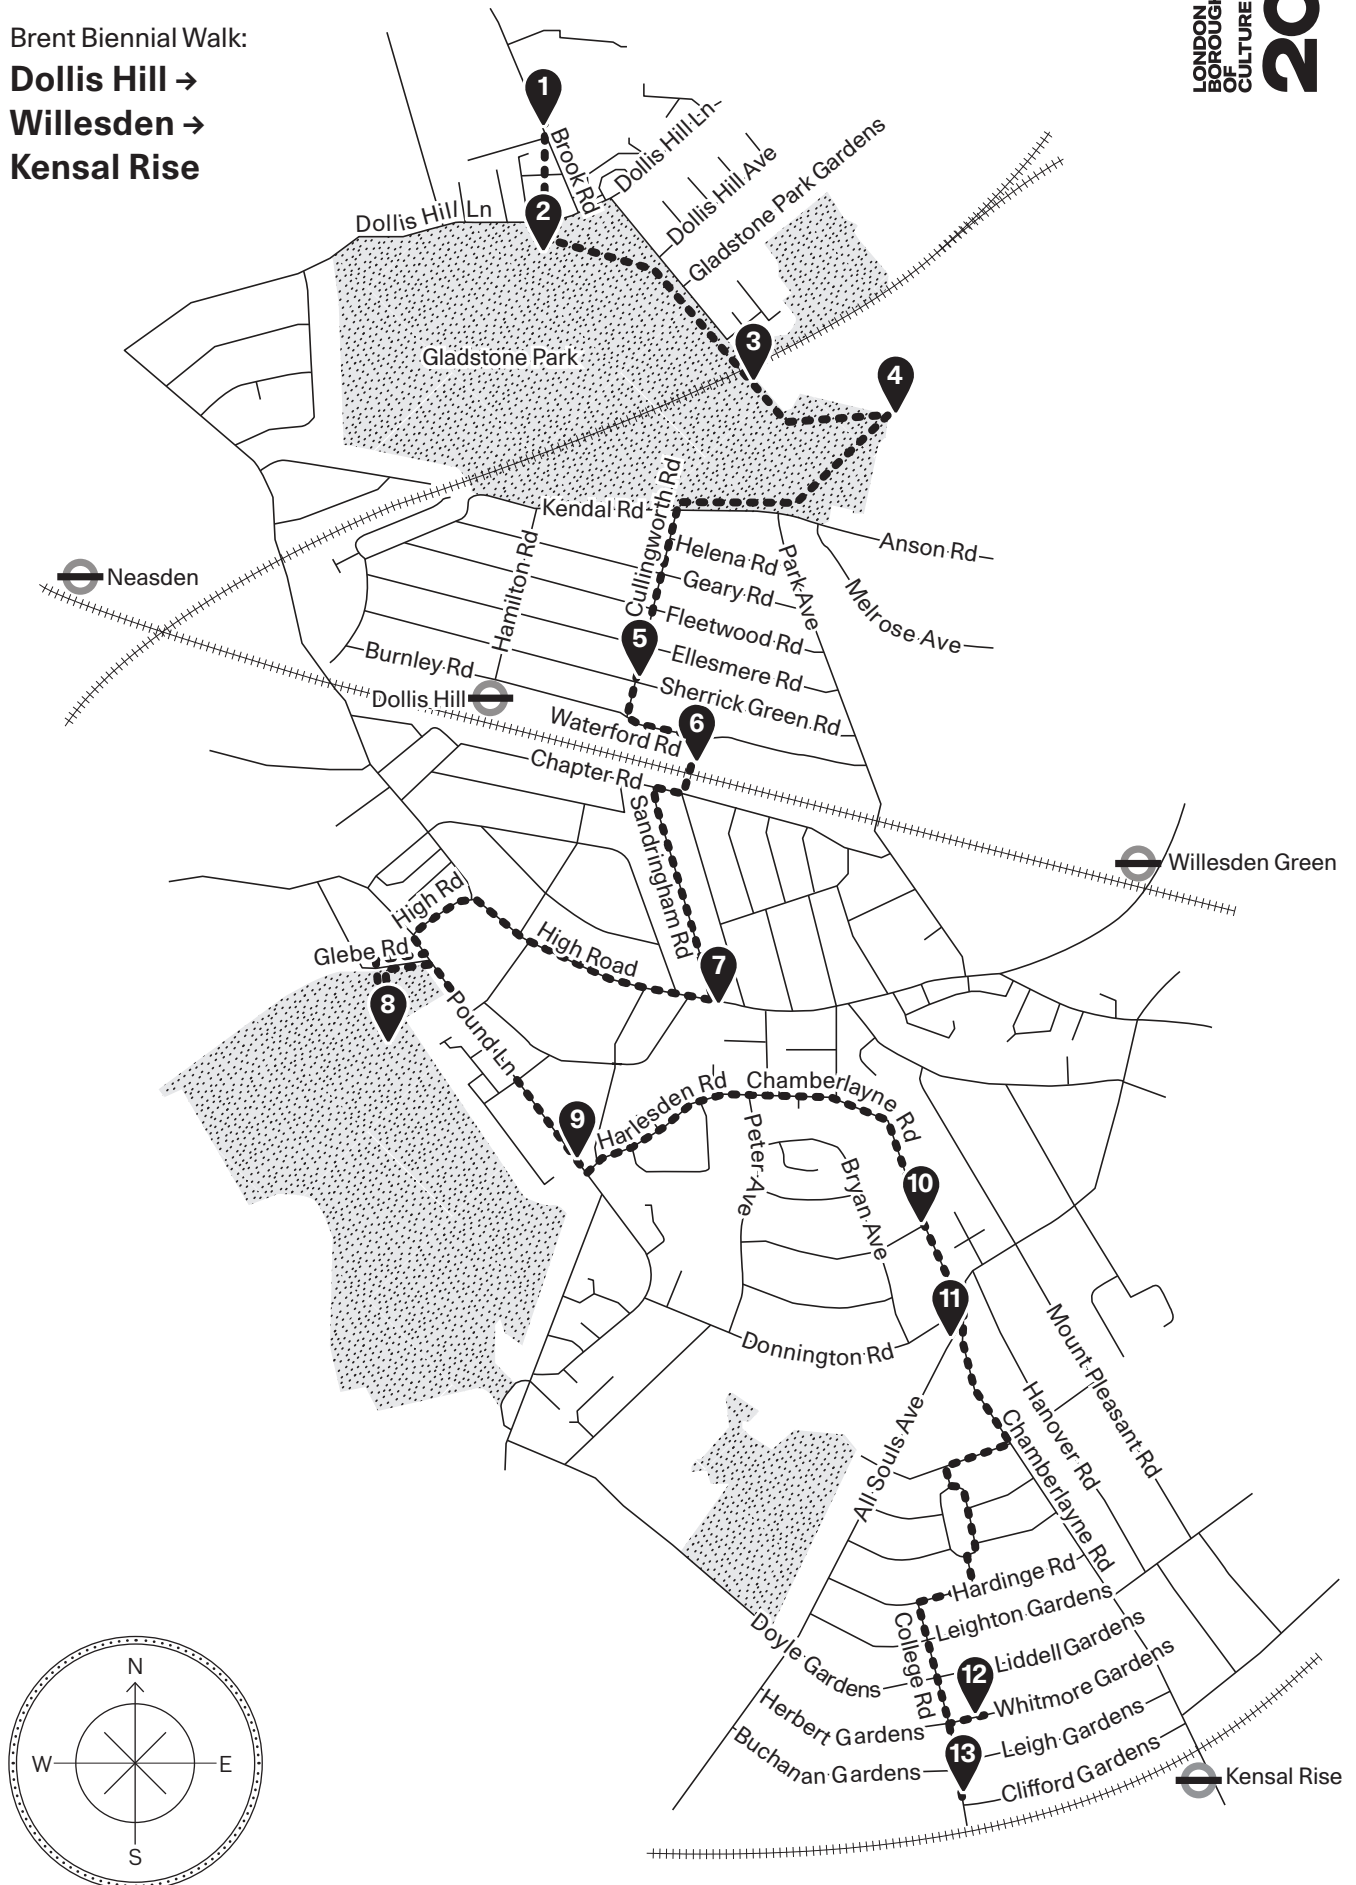 Brent Biennial Walk:
Dollis Hill →
Willesden →
Kensal Rise
LONDON
BOROUGH
OF
CULTURE
1
Brook Rd
Dollis Hill Ln
Dollis Hill Ave
Gladstone Park Gardens
2
Dollis Hill Ln
3
Gladstone Park
4
Kendal Rd
Cullingworth Rd
Hamilton Rd
Helena Rd
Park Ave
Anson Rd
Neasden
Geary Rd
Melrose Ave
Fleetwood Rd
5
Ellesmere Rd
Burnley Rd
Sherrick Green Rd
Dollis Hill
6
Waterford Rd
Chapter Rd
Sandringham Rd
Willesden Green
High Rd
High Road
Glebe Rd
7
8
Pound Ln
Harlesden Rd
Chamberlayne Rd
9
Peter Ave
Bryan Ave
10
11
Donnington Rd
Mount Pleasant Rd
Hanover Rd
Chamberlayne Rd
All Souls Ave
Hardinge Rd
Leighton Gardens
College Rd
Doyle Gardens
Liddell Gardens
12
Whitmore Gardens
Herbert Gardens
Leigh Gardens
13
Buchanan Gardens
Clifford Gardens
Kensal Rise
N
W
E
S